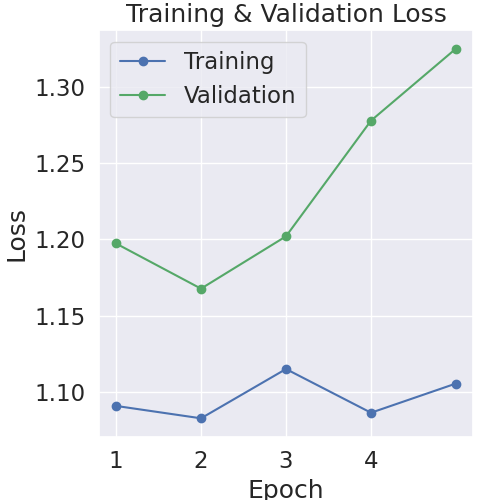 Training & Validation Loss
Training
Validation
Loss
1.30
1.25
1.20
1.15
1.10
1 2 3 4
Epoch